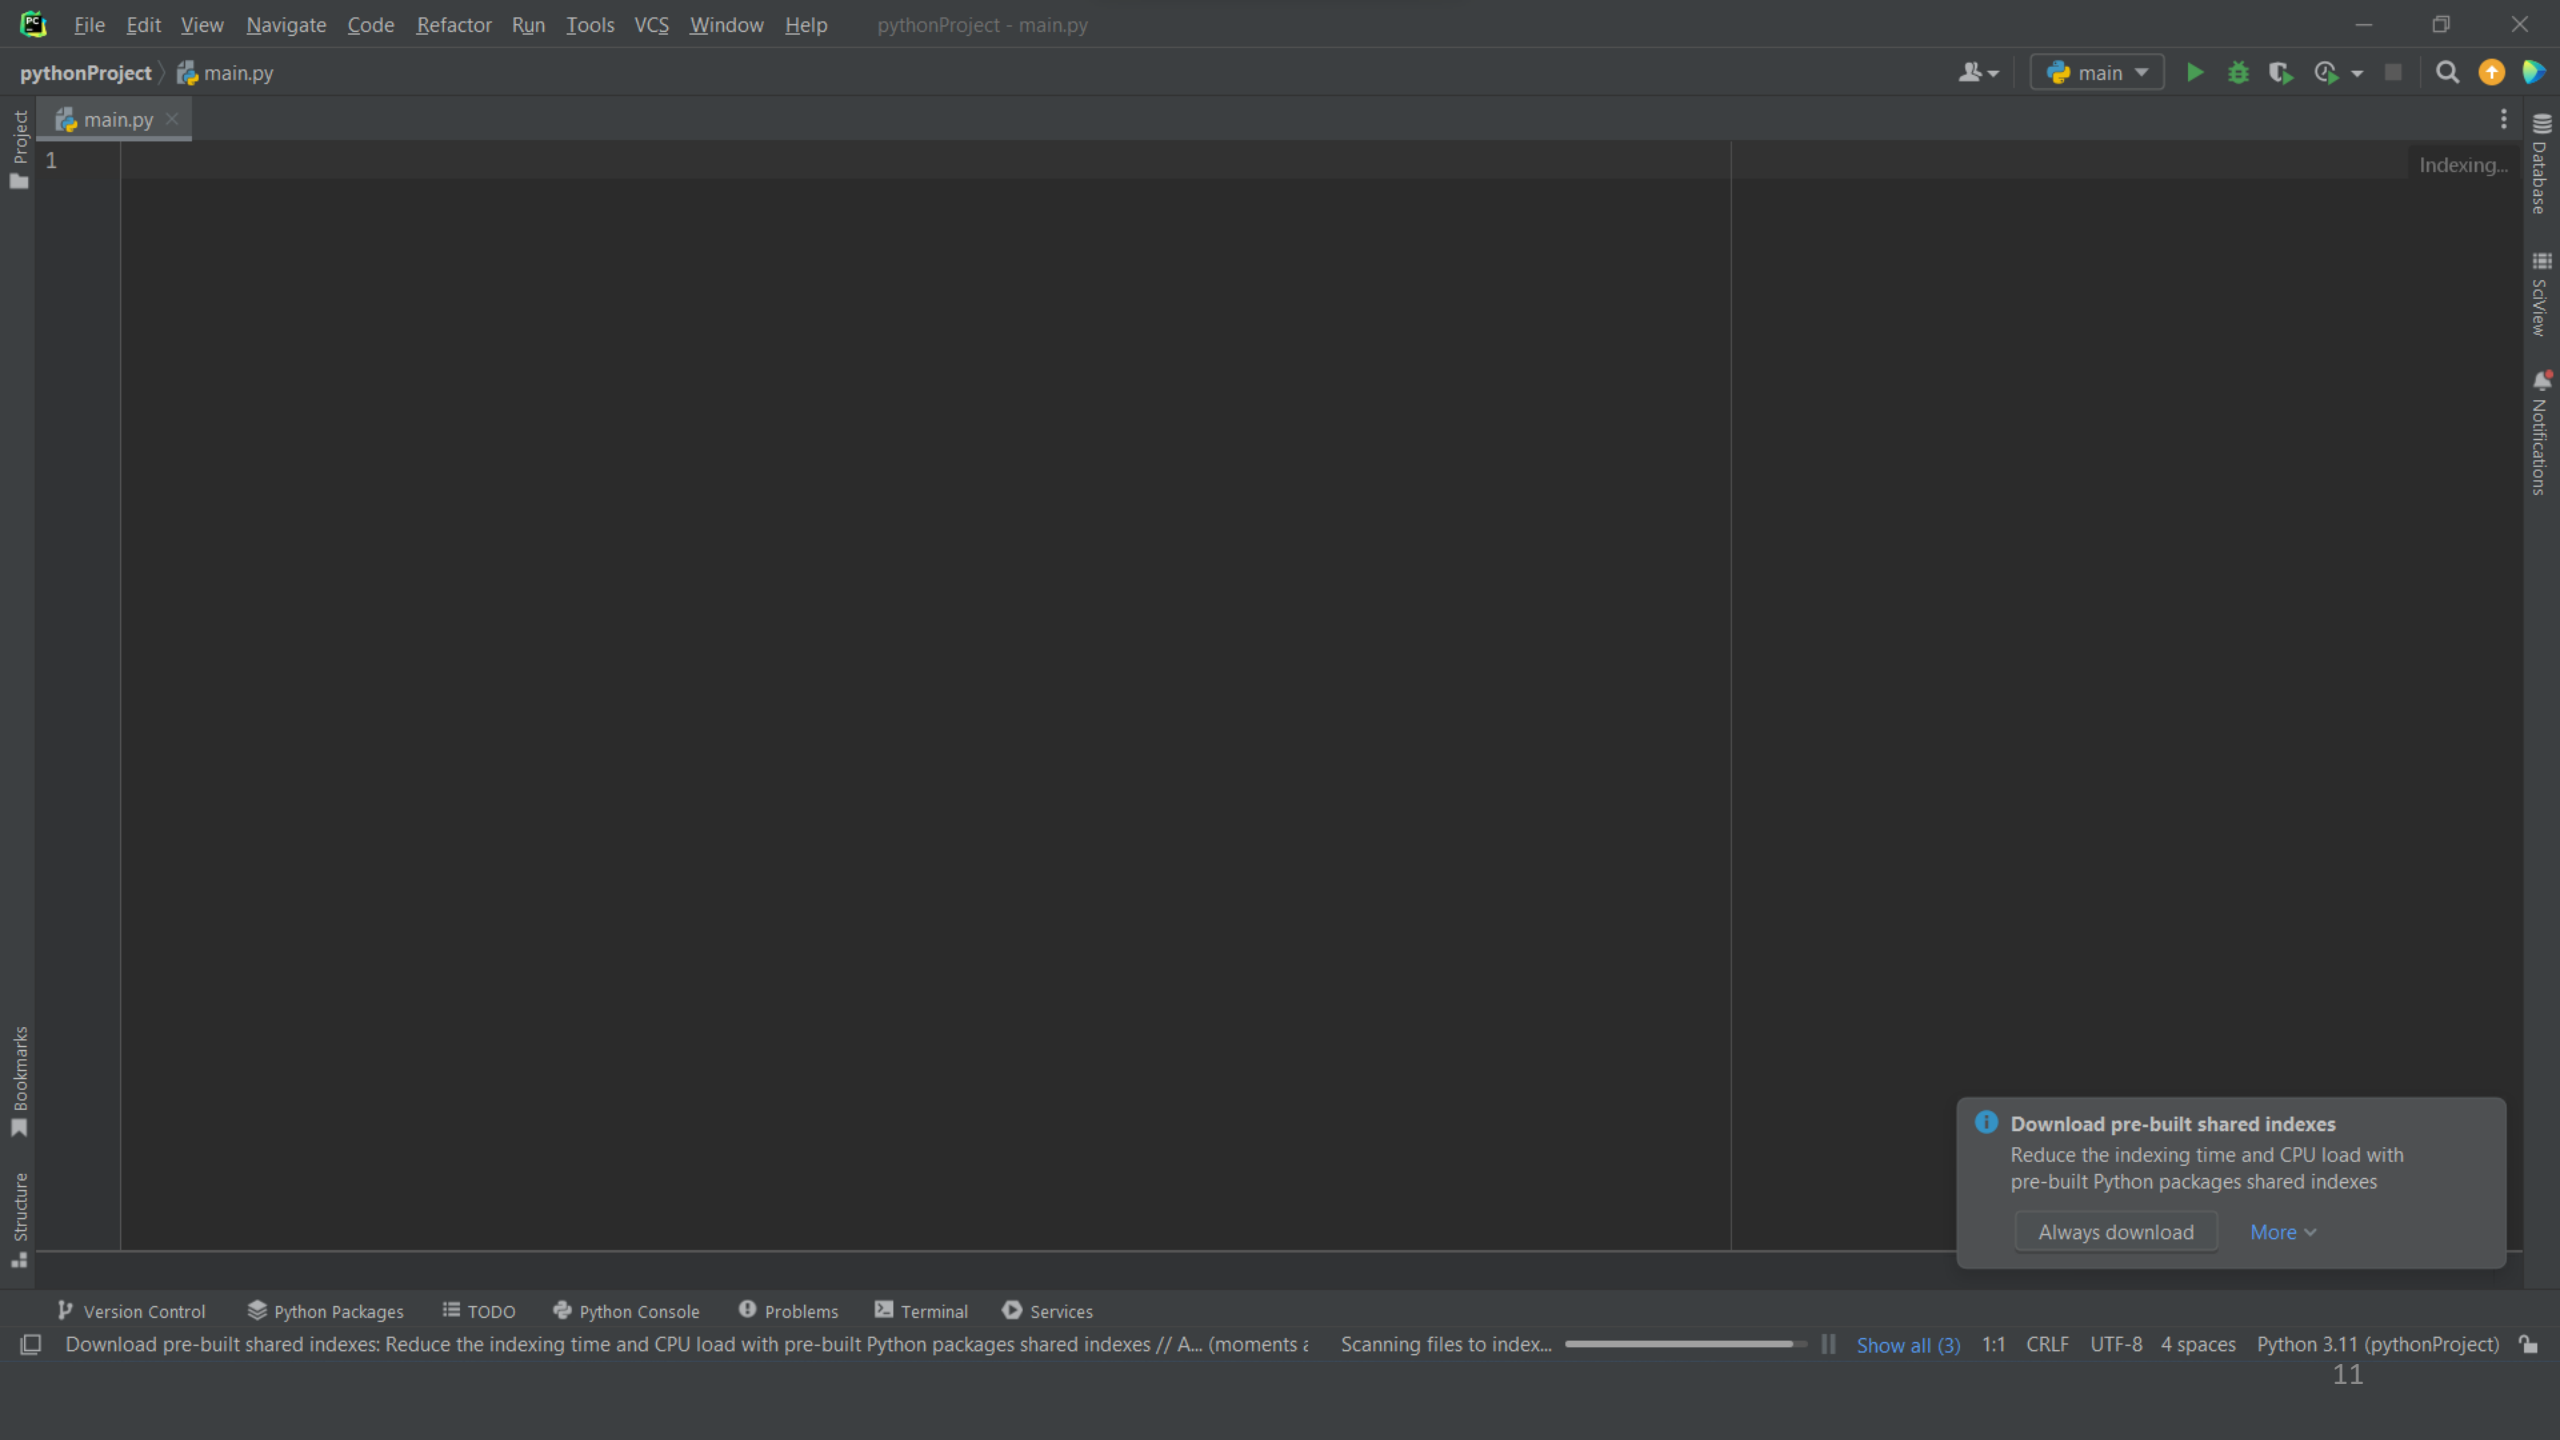 PC File Edit View Navigate Code Refactor Run Tools VCS Window Help pythonProject - main.py
pythonProject main.py main
Project
main.py
1
Indexing...
Database
SciView
Notifications
Bookmarks
Structure
Download pre-built shared indexes
Reduce the indexing time and CPU load with
pre-built Python packages shared indexes
Always download More
Version Control Python Packages TODO Python Console Problems Terminal Services
Download pre-built shared indexes: Reduce the indexing time and CPU load with pre-built Python packages shared indexes // A... (moments Scanning files to index... Show all (3) 1:1 CRLF UTF-8 4 spaces Python 3.11 (pythonProject)
11